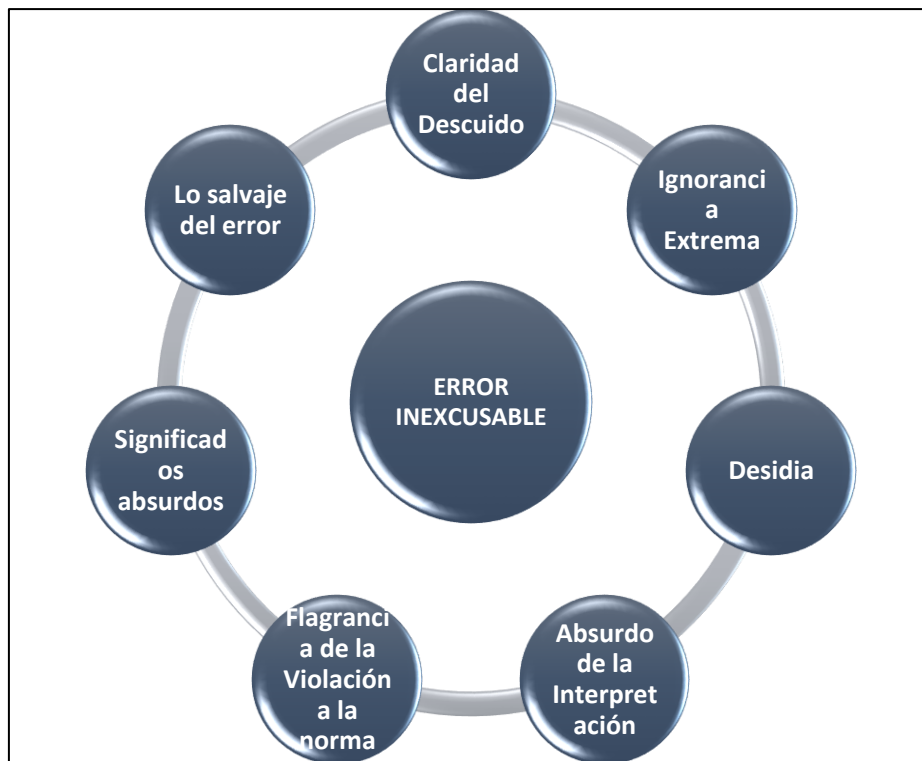 Claridad
del
Descuido
Ignoranci
a
Extrema
Desidia
Absurdo
de la
Interpret
ación
Flagranci
a de la
Violación
a la
norma
Significad
os
absurdos
Lo salvaje
del error
ERROR
INEXCUSABLE